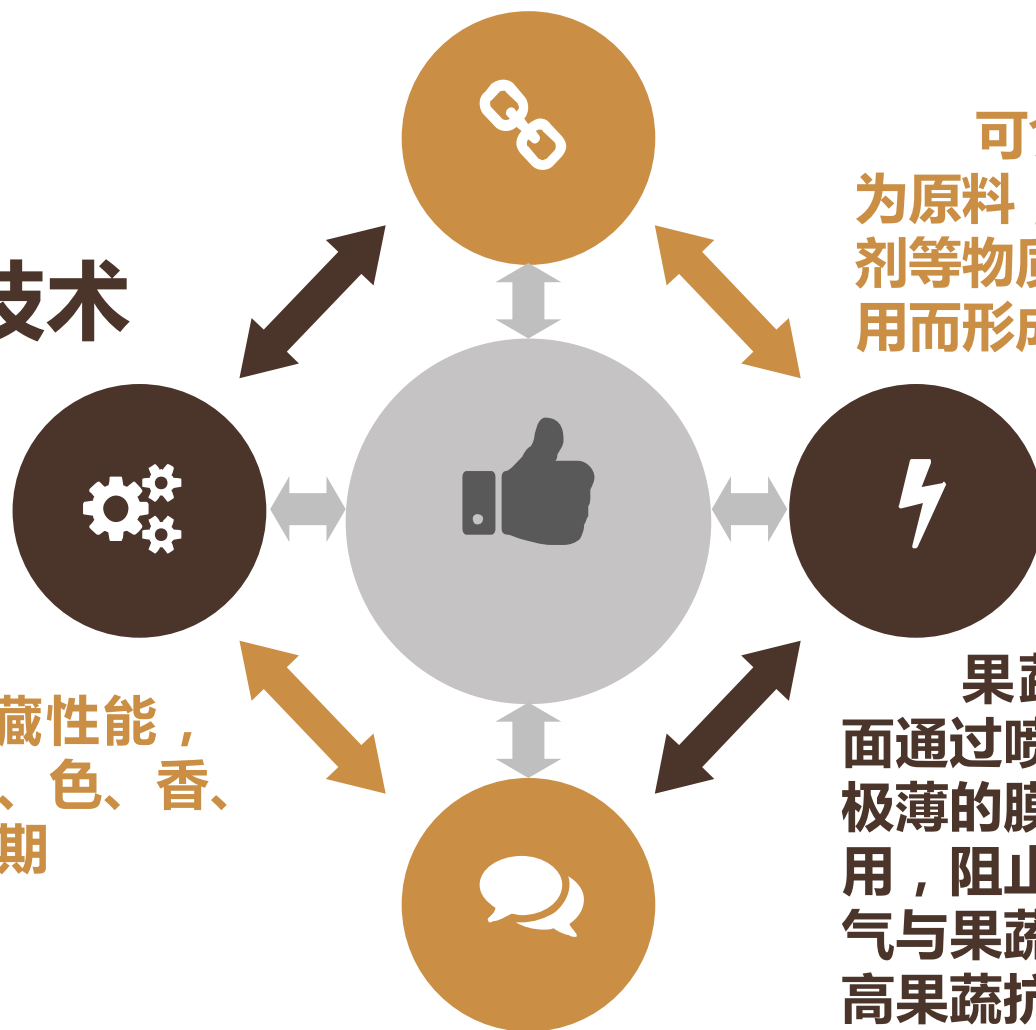 技术
可
为原料
剂等物质
用而形成
藏性能，
、色、香、
期
果蔬
面通过喷
极薄的膜
用，阻止
气与果蔬
高果蔬抗